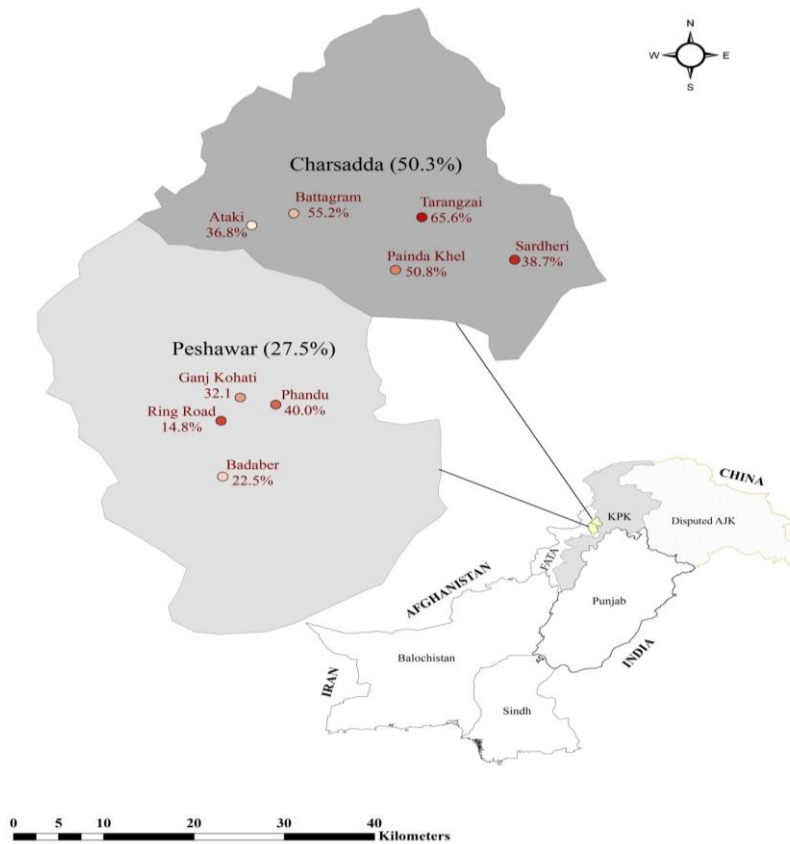 N
W E
S
Charsadda (50.3%)
Battagram
55.2%
Tarangzai
65.6%
Ataki
36.8%
Sardheri
38.7%
Painda Khel
50.8%
Peshawar (27.5%)
Ganj Kohati
32.1
Phandu
40.0%
Ring Road
14.8%
Badaber
22.5%
CHINA
KPK
Disputed AJK
FATA
AFGHANISTAN
Punjab
INDIA
Balochistan
IRAN
Sindh
0 5 10 20 30 40
Kilometers